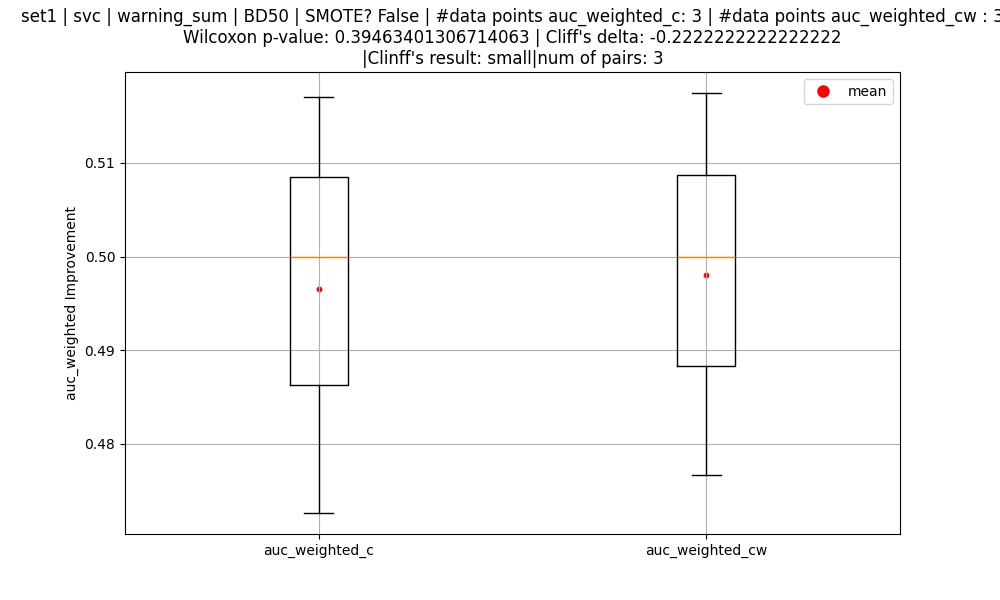 set1 | svc | warning_sum | BD50 | SMOTE? False | #data points auc_weighted_c: 3 | #data points auc_weighted_cw : 3
Wilcoxon p-value: 0.39463401306714063 | Cliff's delta: -0.2222222222222222
|Clinff's result: small|num of pairs: 3
mean
0.51
0.50
0.49
0.48
auc_weighted Improvement
auc_weighted_c
auc_weighted_cw